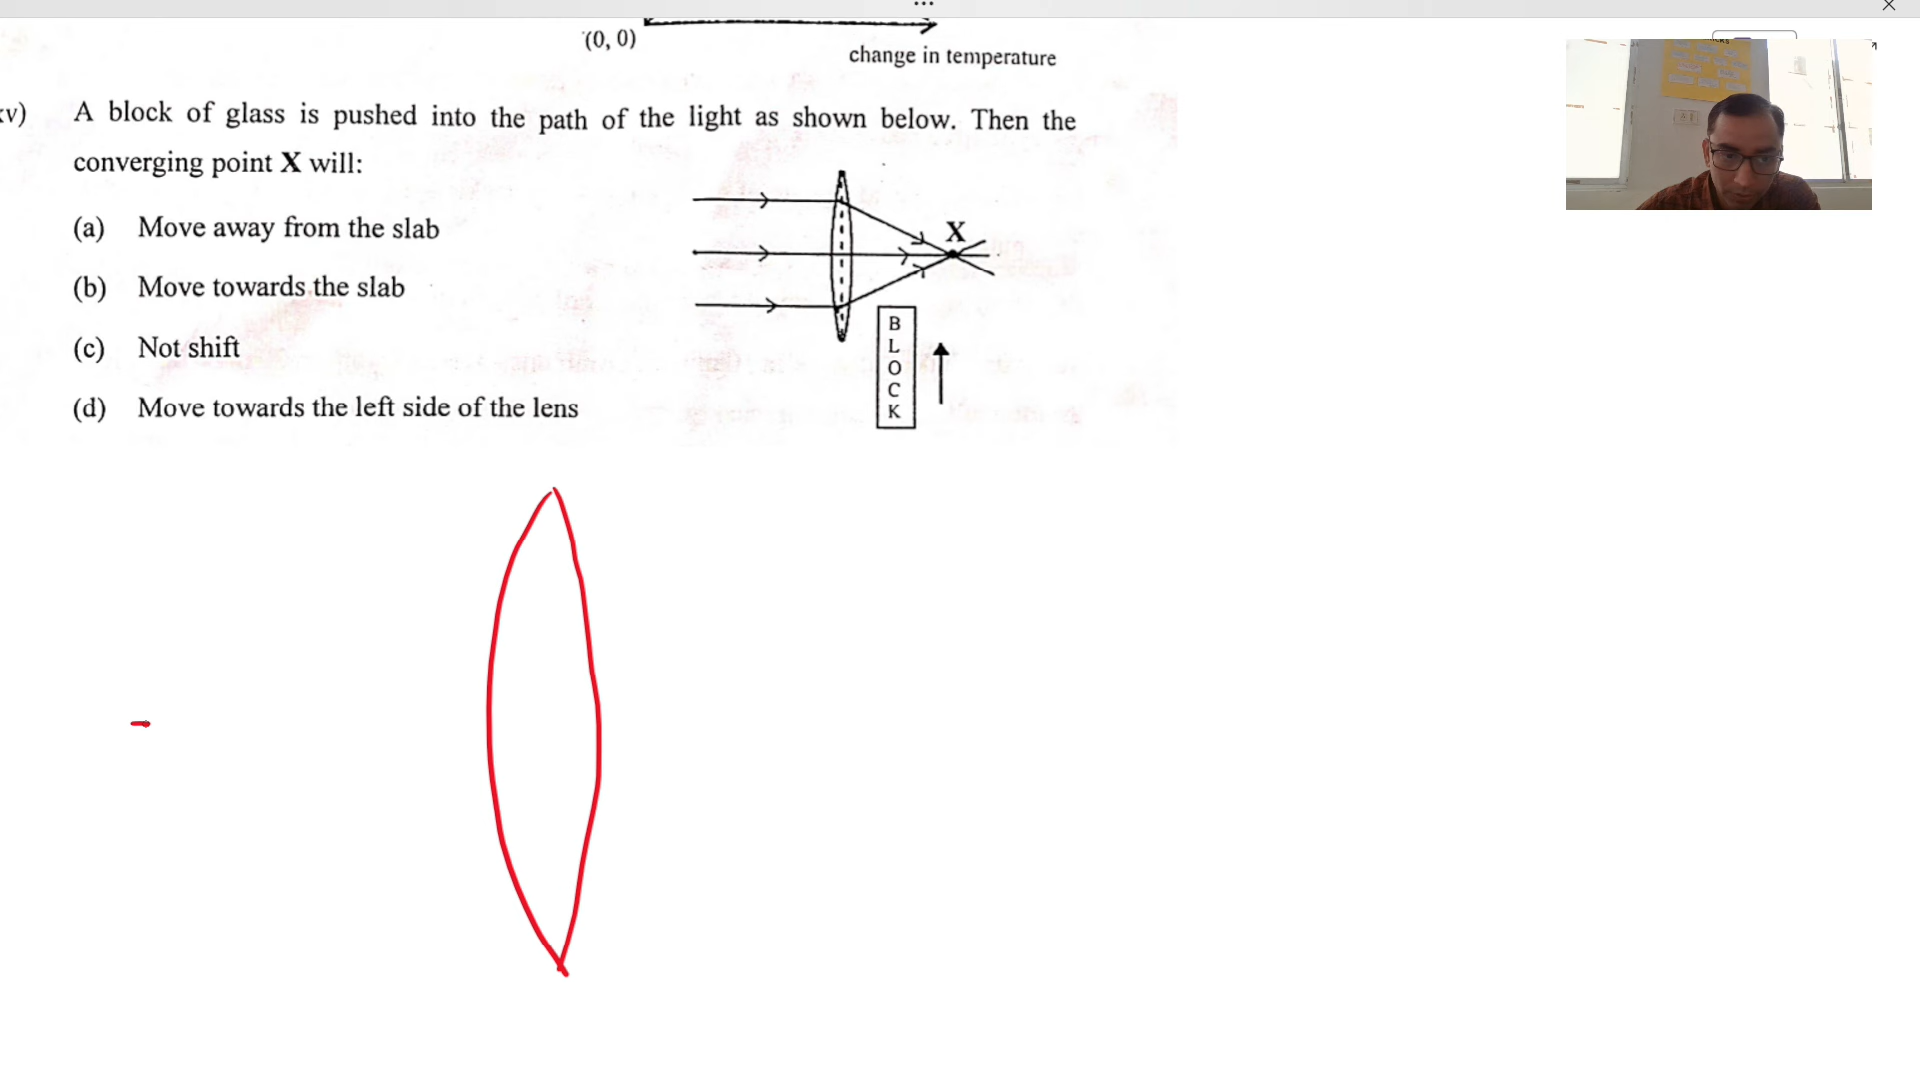 (0, 0)
change in temperature
v) A block of glass is pushed into the path of the light as shown below. Then the
converging point X will:
(a) Move away from the slab
(b) Move towards the slab
(c) Not shift
(d) Move towards the left side of the lens
X
B
L
O
C
K